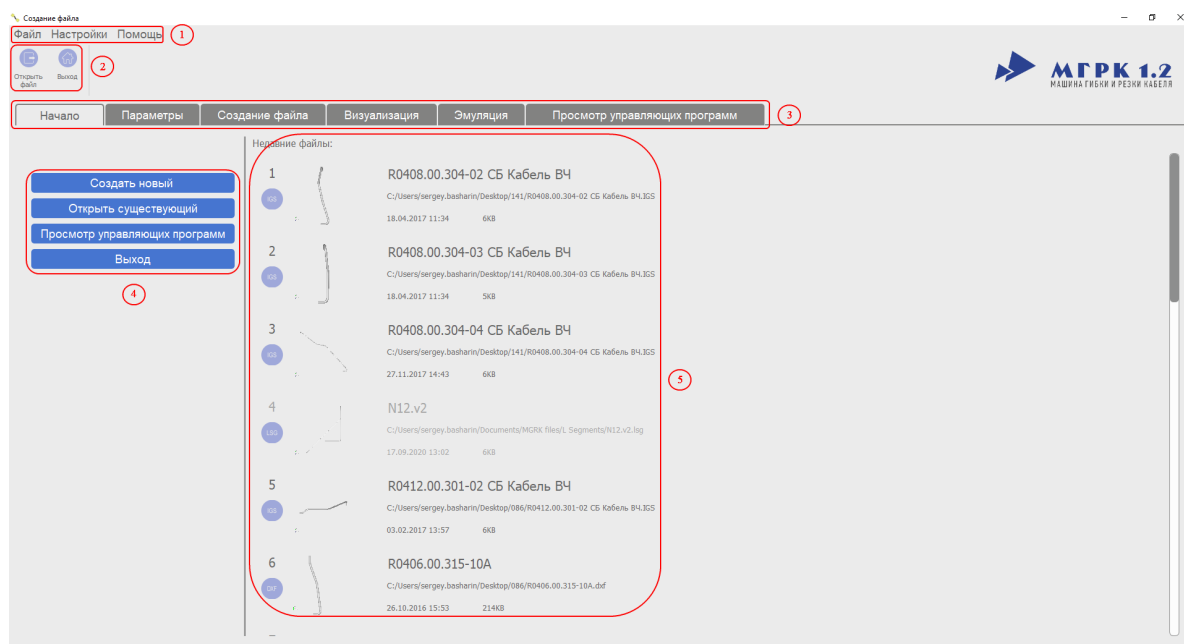 Создание файла
Файл Настройки Помощь 1
Открыть файл
Выход
2
МГРК 1.2
МАШИНА ГИБКИ И РЕЗКИ КАБЕЛЯ
Начало Параметры Создание файла Визуализация Эмуляция Просмотр управляющих программ 3
Недавние файлы:
Создать новый
Открыть существующий
Просмотр управляющих программ
Выход
4
1
R0408.00.304-02 СБ Кабель ВЧ
IGS
C:/Users/sergey.basharin/Desktop/141/R0408.00.304-02 СБ Кабель ВЧ.IGS
18.04.2017 11:34 6KB
2
R0408.00.304-03 СБ Кабель ВЧ
IGS
C:/Users/sergey.basharin/Desktop/141/R0408.00.304-03 СБ Кабель ВЧ.IGS
18.04.2017 11:34 5KB
3
R0408.00.304-04 СБ Кабель ВЧ
IGS
C:/Users/sergey.basharin/Desktop/141/R0408.00.304-04 СБ Кабель ВЧ.IGS
27.11.2017 14:43 6KB
5
4
N12.v2
LSG
C:/Users/sergey.basharin/Documents/MGRK files/L Segments/N12.v2.lsg
17.09.2020 13:02 6KB
5
R0412.00.301-02 СБ Кабель ВЧ
IGS
C:/Users/sergey.basharin/Desktop/086/R0412.00.301-02 СБ Кабель ВЧ.IGS
03.02.2017 13:57 6KB
6
R0406.00.315-10A
DXF
C:/Users/sergey.basharin/Desktop/086/R0406.00.315-10A.dxf
26.10.2016 15:53 214KB